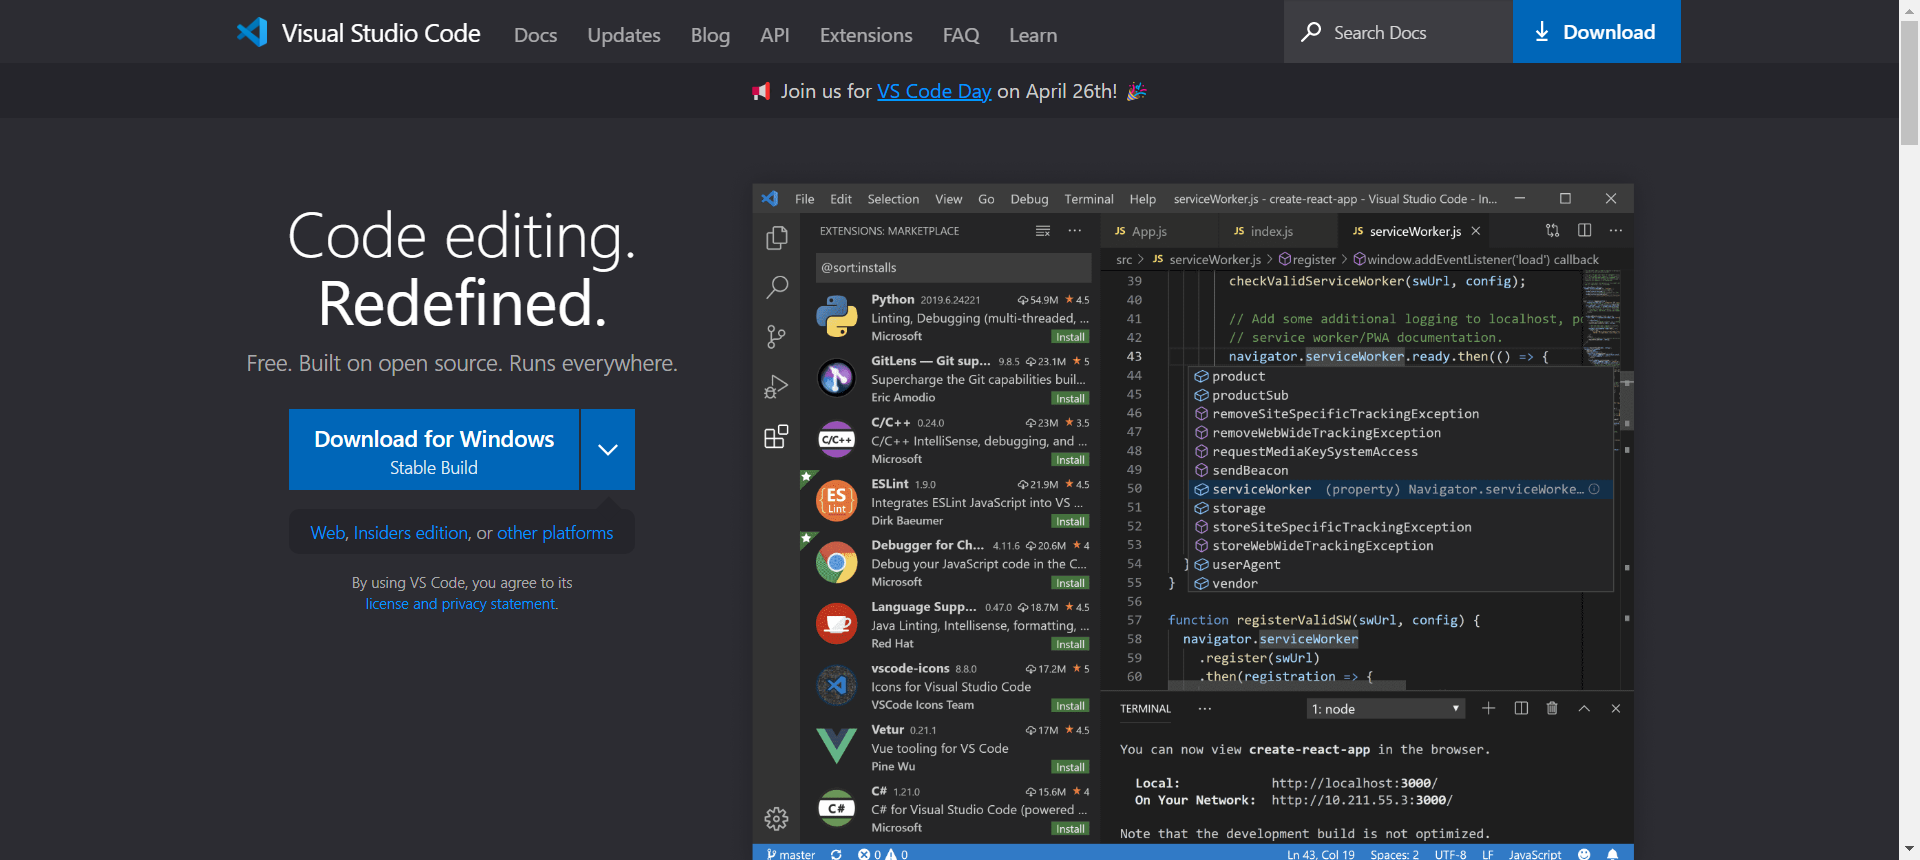 Visual Studio Code Docs Updates Blog API Extensions FAQ Learn Search Docs Download
Join us for VS Code Day on April 26th!
Code editing.
Redefined.
Free. Built on open source. Runs everywhere.
Download for Windows
Stable Build
Web, Insiders edition, or other platforms
By using VS Code, you agree to its
license and privacy statement.
File Edit Selection View Go Debug Terminal Help serviceWorker.js - create-react-app - Visual Studio Code - In...
EXTENSIONS: MARKETPLACE
@sort:installs
Python 2019.6.24221 54.9M 4.5
Linting, Debugging (multi-threaded, ...
Microsoft Install
GitLens — Git sup... 9.8.5 23.1M 5
Supercharge the Git capabilities buil...
Eric Amodio Install
C/C++
C/C++ 0.24.0 23M 3.5
C/C++ IntelliSense, debugging, and ...
Microsoft Install
ES
Lint
ESLint 1.9.0 21.9M 4.5
Integrates ESLint JavaScript into VS ...
Dirk Baeumer Install
Debugger for Ch... 4.11.6 20.6M 4
Debug your JavaScript code in the C...
Microsoft Install
Language Supp... 0.47.0 18.7M 4.5
Java Linting, Intellisense, formatting, ...
Red Hat Install
vscode-icons 8.8.0 17.2M 5
Icons for Visual Studio Code
VSCode Icons Team Install
Vetur 0.21.1 17M 4.5
Vue tooling for VS Code
Pine Wu Install
C#
C# 1.21.0 15.6M 4
C# for Visual Studio Code (powered ...
Microsoft Install
JS App.js JS index.js JS serviceWorker.js
src > JS serviceWorker.js > register > window.addEventListener('load') callback
39 checkValidServiceWorker(swUrl, config);
40
41 // Add some additional logging to localhost,
42 // service worker/PWA documentation.
43 navigator.serviceWorker.ready.then(() => {
44 product
45 productSub
46 removeSiteSpecificTrackingException
47 removeWebWideTrackingException
48 requestMediaKeySystemAccess
49 sendBeacon
50 serviceWorker (property) Navigator.serviceWorke...
51 storage
52 storeSiteSpecificTrackingException
53 storeWebWideTrackingException
54 } userAgent
55 } vendor
56
57 function registerValidSW(swUrl, config) {
58 navigator.serviceWorker
59 .register(swUrl)
60 .then(registration => {
TERMINAL ... 1: node
You can now view create-react-app in the browser.
Local: http://localhost:3000/
On Your Network: http://10.211.55.3:3000/
Note that the development build is not optimized.
master 0 0 Ln 43, Col 19 Spaces: 2 UTF-8 LF JavaScript